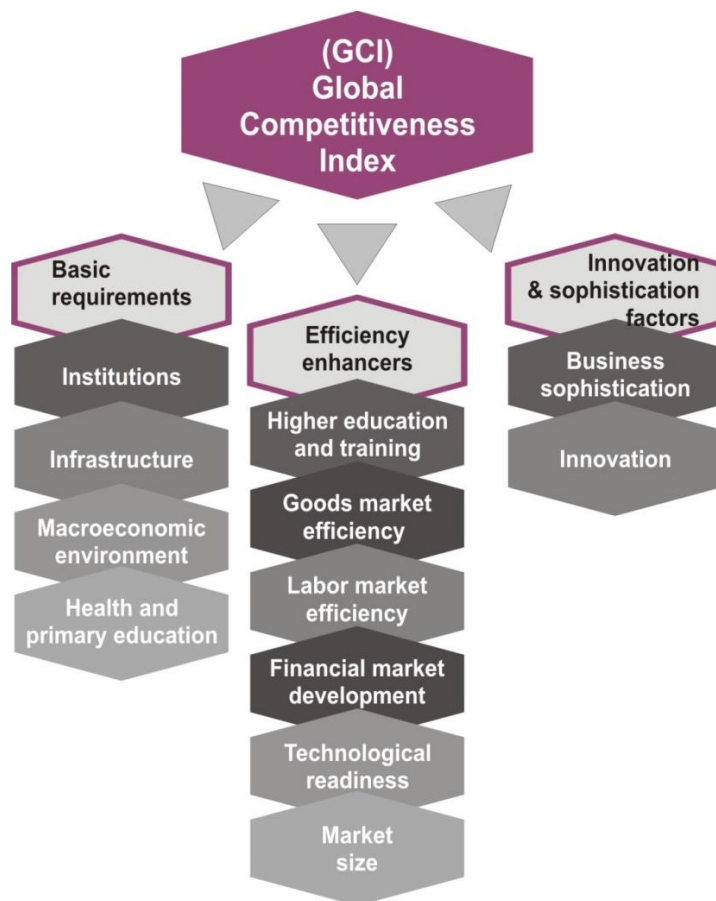 (GCI)
Global
Competitiveness
Index
Basic
requirements
Institutions
Infrastructure
Macroeconomic
environment
Health and
primary education
Efficiency
enhancers
Higher education
and training
Goods market
efficiency
Labor market
efficiency
Financial market
development
Technological
readiness
Market
size
Innovation
& sophistication
factors
Business
sophistication
Innovation